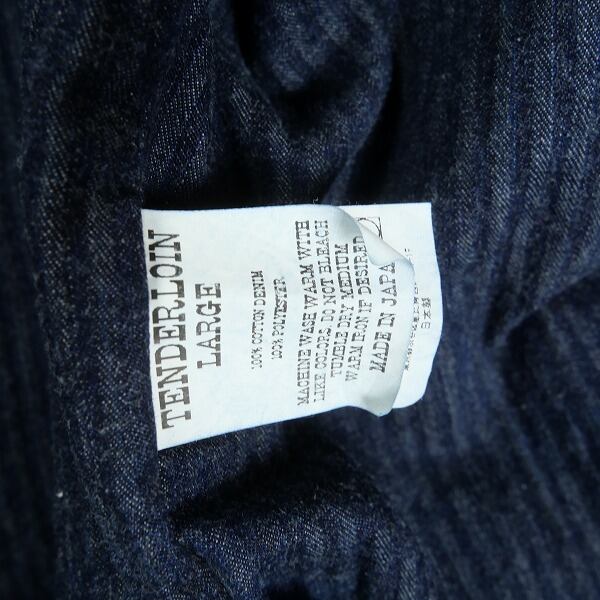 TENDERLOIN
LARGE
100% COTTON DENIM
100% POLYESTER
MACHINE WASH WARM WITH
LIKE COLORS, DO NOT BLEACH
TUMBLE DRY MEDIUM
WARM IRON IF DESIRED
MADE IN JAPA
日本製